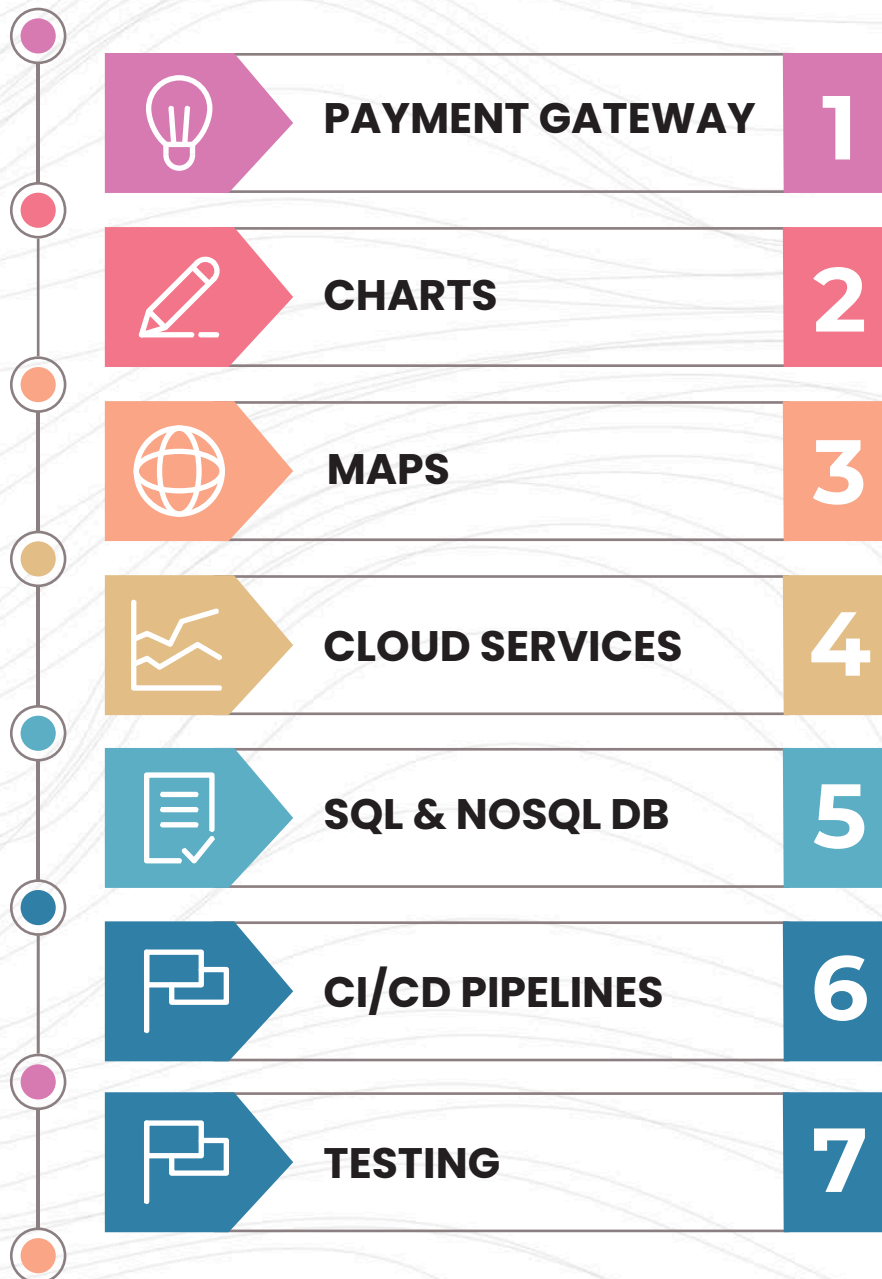 PAYMENT GATEWAY 1
CHARTS 2
MAPS 3
CLOUD SERVICES 4
SQL & NOSQL DB 5
CI/CD PIPELINES 6
TESTING 7